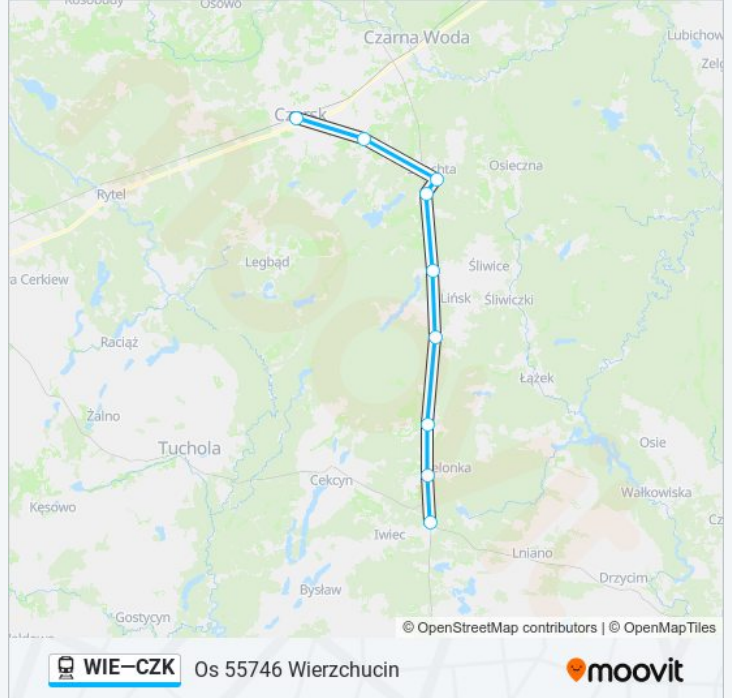 Osowo
Lubichow
Czarna Woda
Czersk
Osieczna
Rytel
Legbąd
Śliwice
a Cerkiew
Lińsk
Śliwiczki
Raciąż
Łążek
Żalno
Osie
Tuchola
elonka
Cekcyn
Wałkowiska
Kęsowo
Iwiec
Lniano
Drzycim
Bysław
Gostycyn
© OpenStreetMap contributors | © OpenMapTiles
WIE—CZK
Os 55746 Wierzchucin
moovit